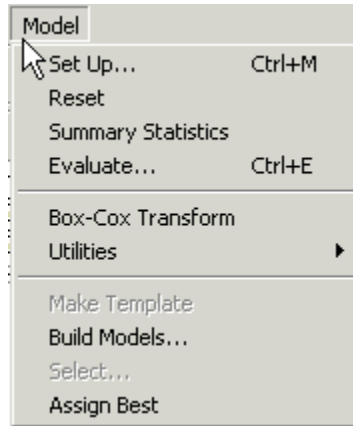 Model
Set Up... Ctrl+M
Reset
Summary Statistics
Evaluate... Ctrl+E
Box-Cox Transform
Utilities
Make Template
Build Models...
Select...
Assign Best